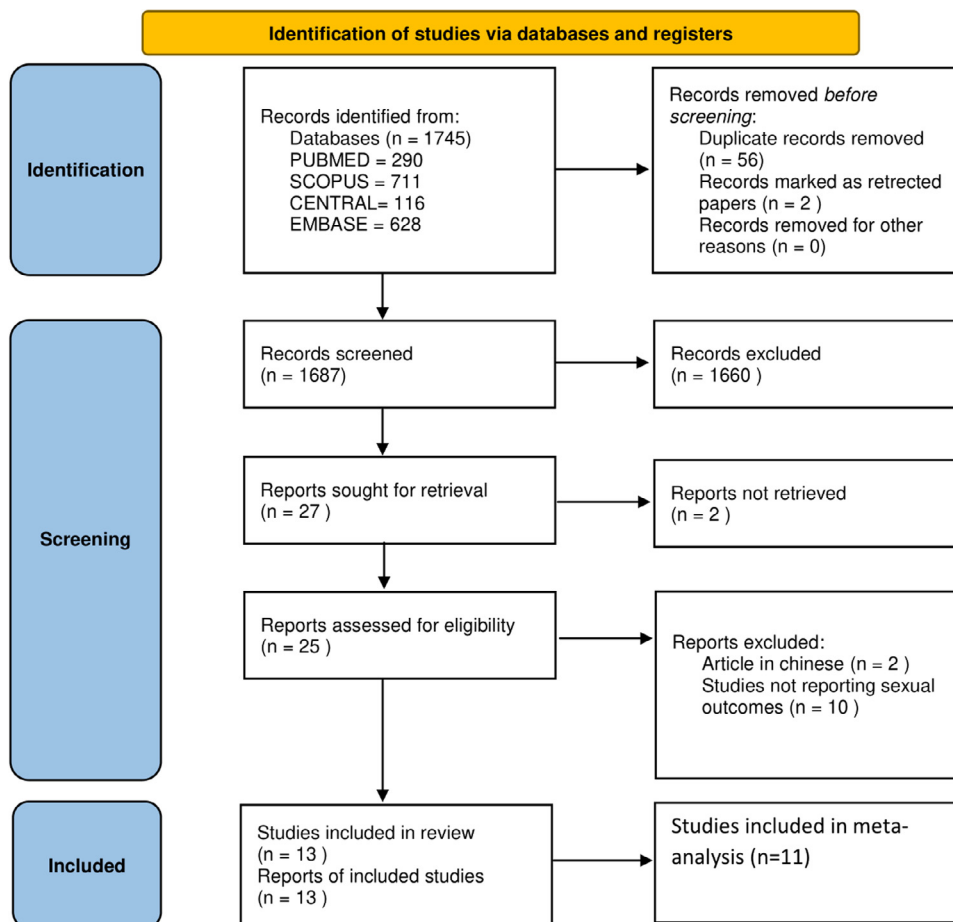 Identification of studies via databases and registers
Identification
Records identified from:
Databases (n = 1745)
PUBMED = 290
SCOPUS = 711
CENTRAL= 116
EMBASE = 628
Records removed before
screening:
Duplicate records removed
(n = 56)
Records marked as retrected
papers (n = 2 )
Records removed for other
reasons (n = 0)
Screening
Records screened
(n = 1687)
Records excluded
(n = 1660 )
Reports sought for retrieval
(n = 27 )
Reports not retrieved
(n = 2 )
Reports assessed for eligibility
(n = 25 )
Reports excluded:
Article in chinese (n = 2 )
Studies not reporting sexual
outcomes (n = 10 )
Included
Studies included in review
(n = 13 )
Reports of included studies
(n = 13 )
Studies included in meta-
analysis (n=11)